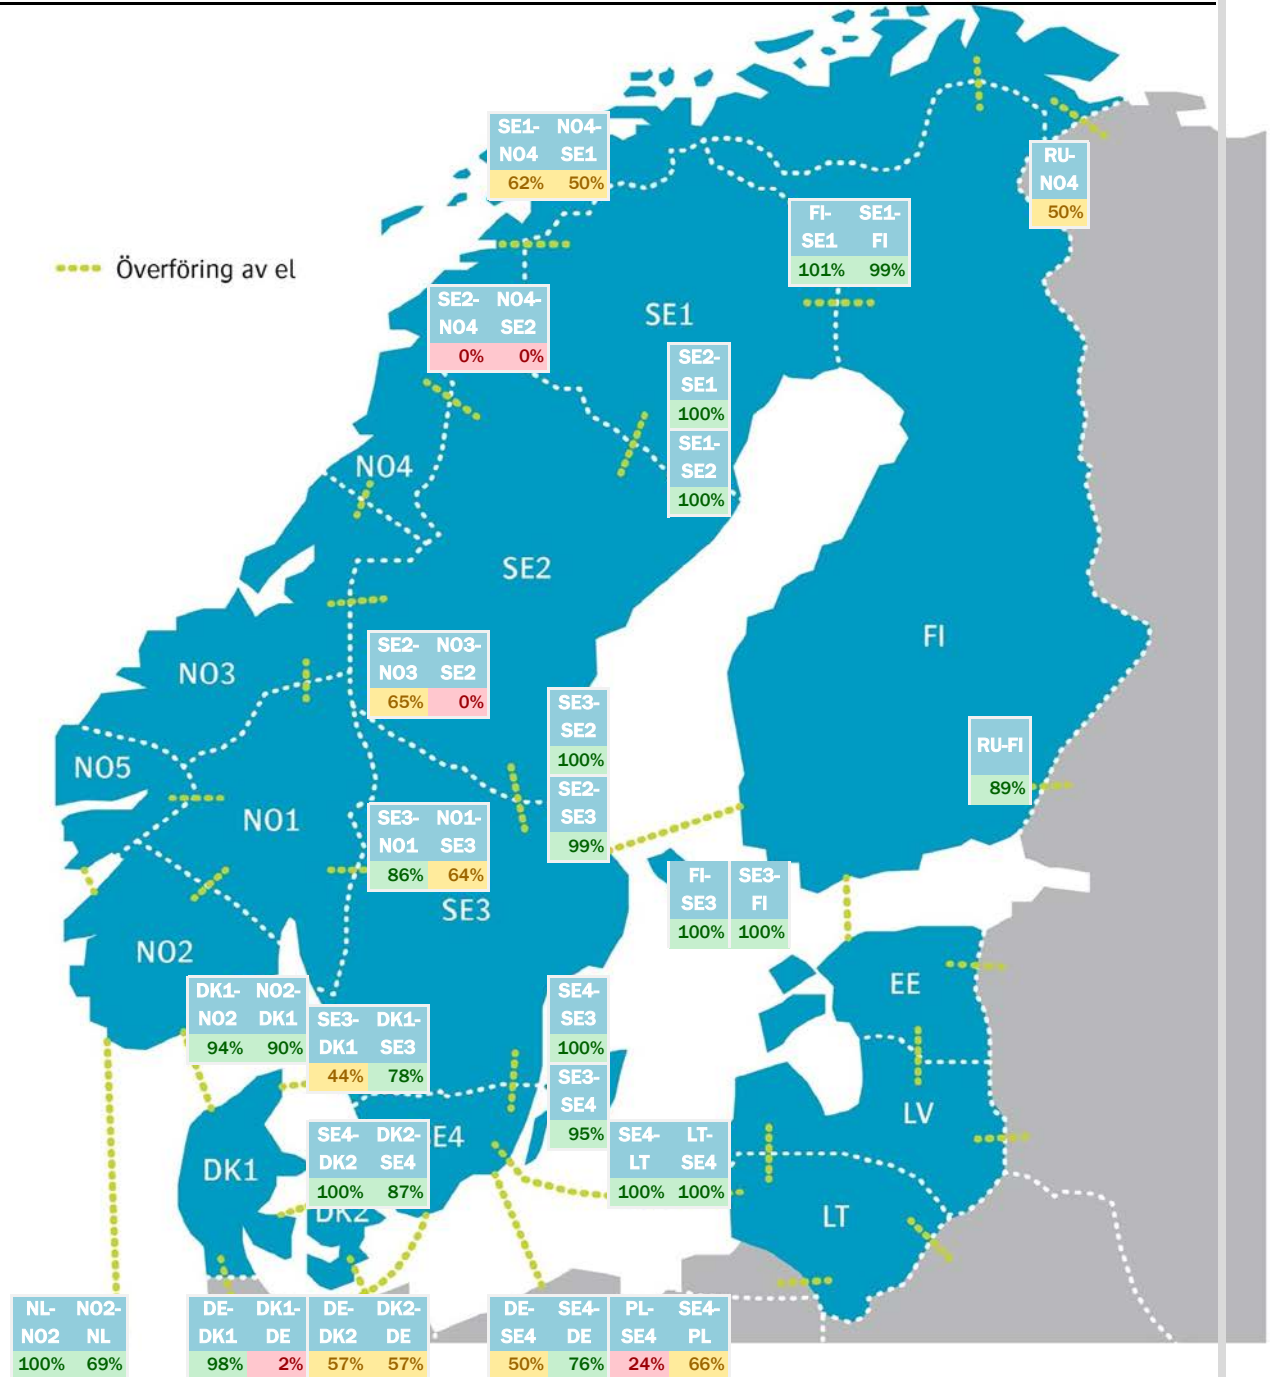 SE1- NO4-
NO4 SE1
62% 50%
RU-
NO4
50%
FI- SE1-
SE1 FI
101% 99%
Överföring av el
SE2- NO4-
NO4 SE2
0% 0%
SE1
SE2-
SE1
100%
SE1-
SE2
100%
NO4
SE2
FI
SE2- NO3-
NO3 SE2
65% 0%
NO3
SE3-
SE2
100%
SE2-
SE3
99%
RU-FI
89%
NO5
NO1
SE3- NO1-
NO1 SE3
86% 64%
SE3
FI- SE3-
SE3 FI
100% 100%
NO2
EE
DK1- NO2-
NO2 DK1
94% 90%
SE3- DK1-
DK1 SE3
44% 78%
SE4-
SE3
100%
SE3-
SE4
95%
LV
SE4- DK2-
DK2 SE4
100% 87%
E4
SE4- LT-
LT SE4
100% 100%
DK1
DK2
LT
NL- NO2-
NO2 NL
100% 69%
DE- DK1-
DK1 DE
98% 2%
DE- DK2-
DK2 DE
57% 57%
DE- SE4-
SE4 DE
50% 76%
PL- SE4-
SE4 PL
24% 66%